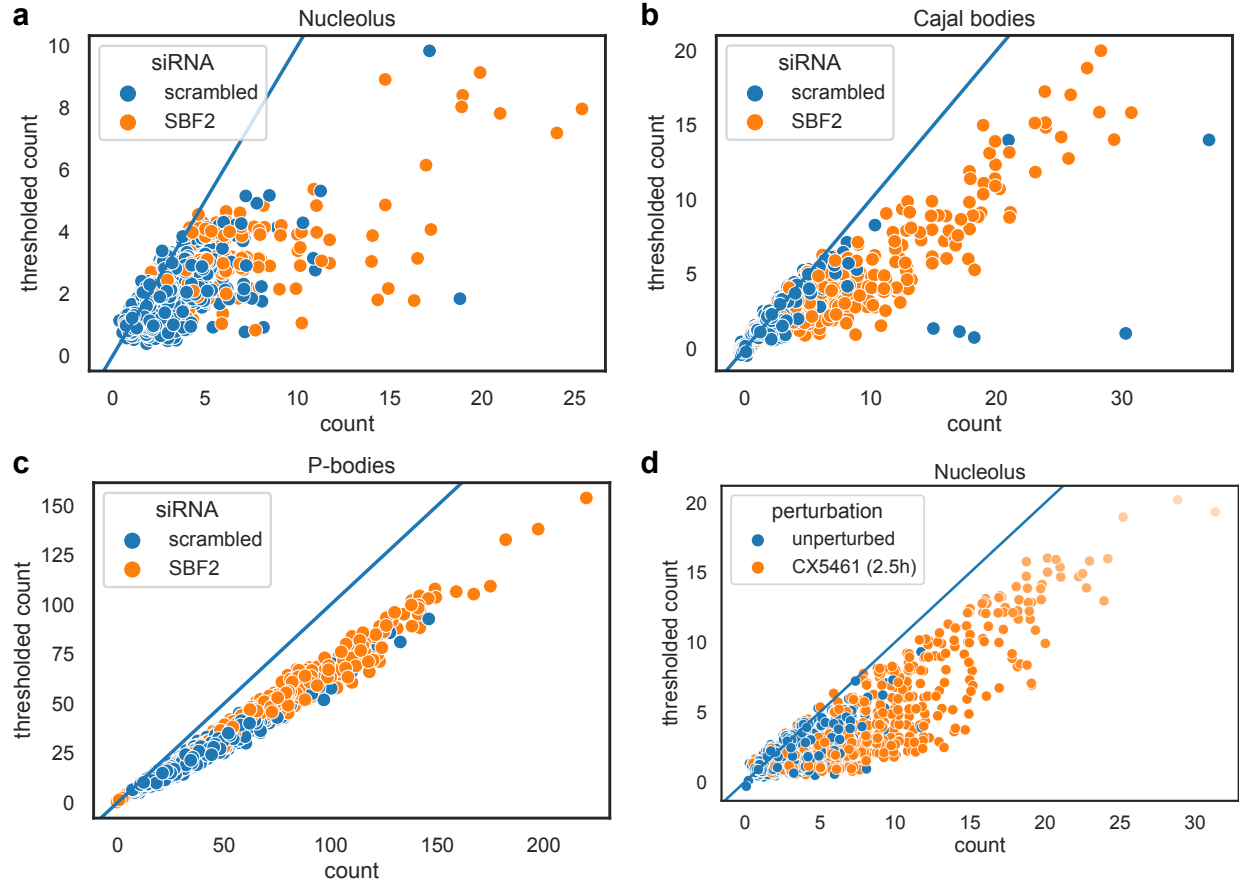 a
Nucleolus
siRNA
scrambled
SBF2
thresholded count
10
8
6
4
2
0
0 5 10 15 20 25
count
b
Cajal bodies
siRNA
scrambled
SBF2
thresholded count
20
15
10
5
0
0 10 20 30
count
c
P-bodies
siRNA
scrambled
SBF2
thresholded count
150
125
100
75
50
25
0
0 50 100 150 200
count
d
Nucleolus
perturbation
unperturbed
CX5461 (2.5h)
thresholded count
20
15
10
5
0
0 5 10 15 20 25 30
count